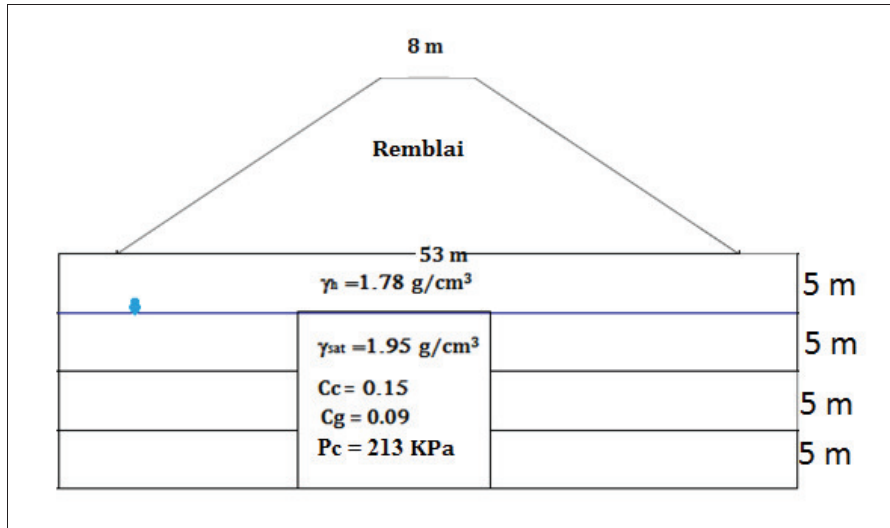 8 m
Remblai
53 m
γh =1.78 g/cm³
5 m
γsat =1.95 g/cm³
5 m
Cc= 0.15
Cg = 0.09
5 m
Pc = 213 KPa
5 m